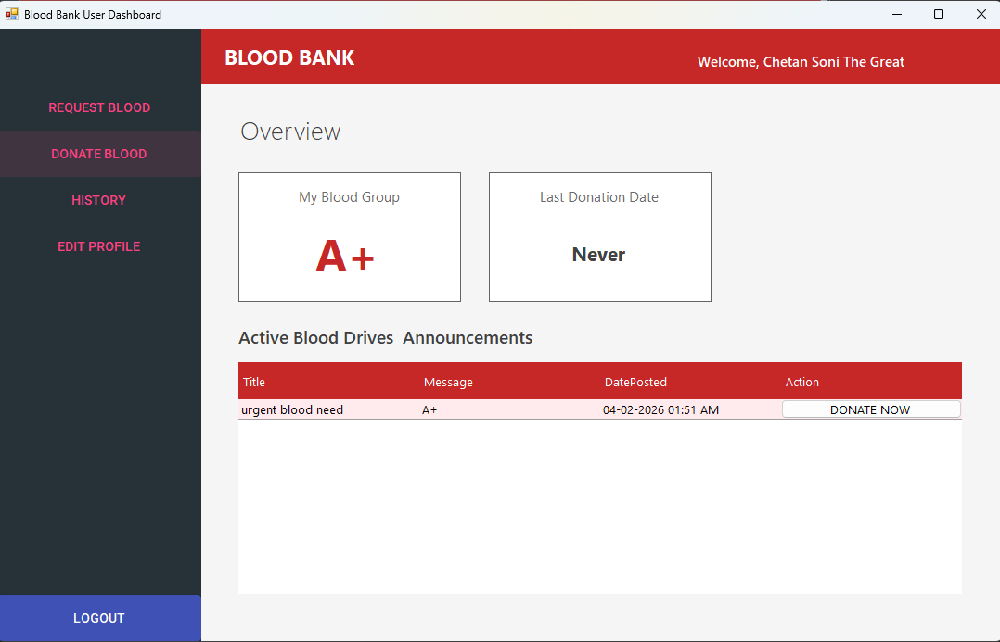 Blood Bank User Dashboard
BLOOD BANK
Welcome, Chetan Soni The Great
REQUEST BLOOD
DONATE BLOOD
HISTORY
EDIT PROFILE
LOGOUT
Overview
My Blood Group
A+
Last Donation Date
Never
Active Blood Drives  Announcements
Title Message DatePosted Action
urgent blood need A+ 04-02-2026 01:51 AM DONATE NOW